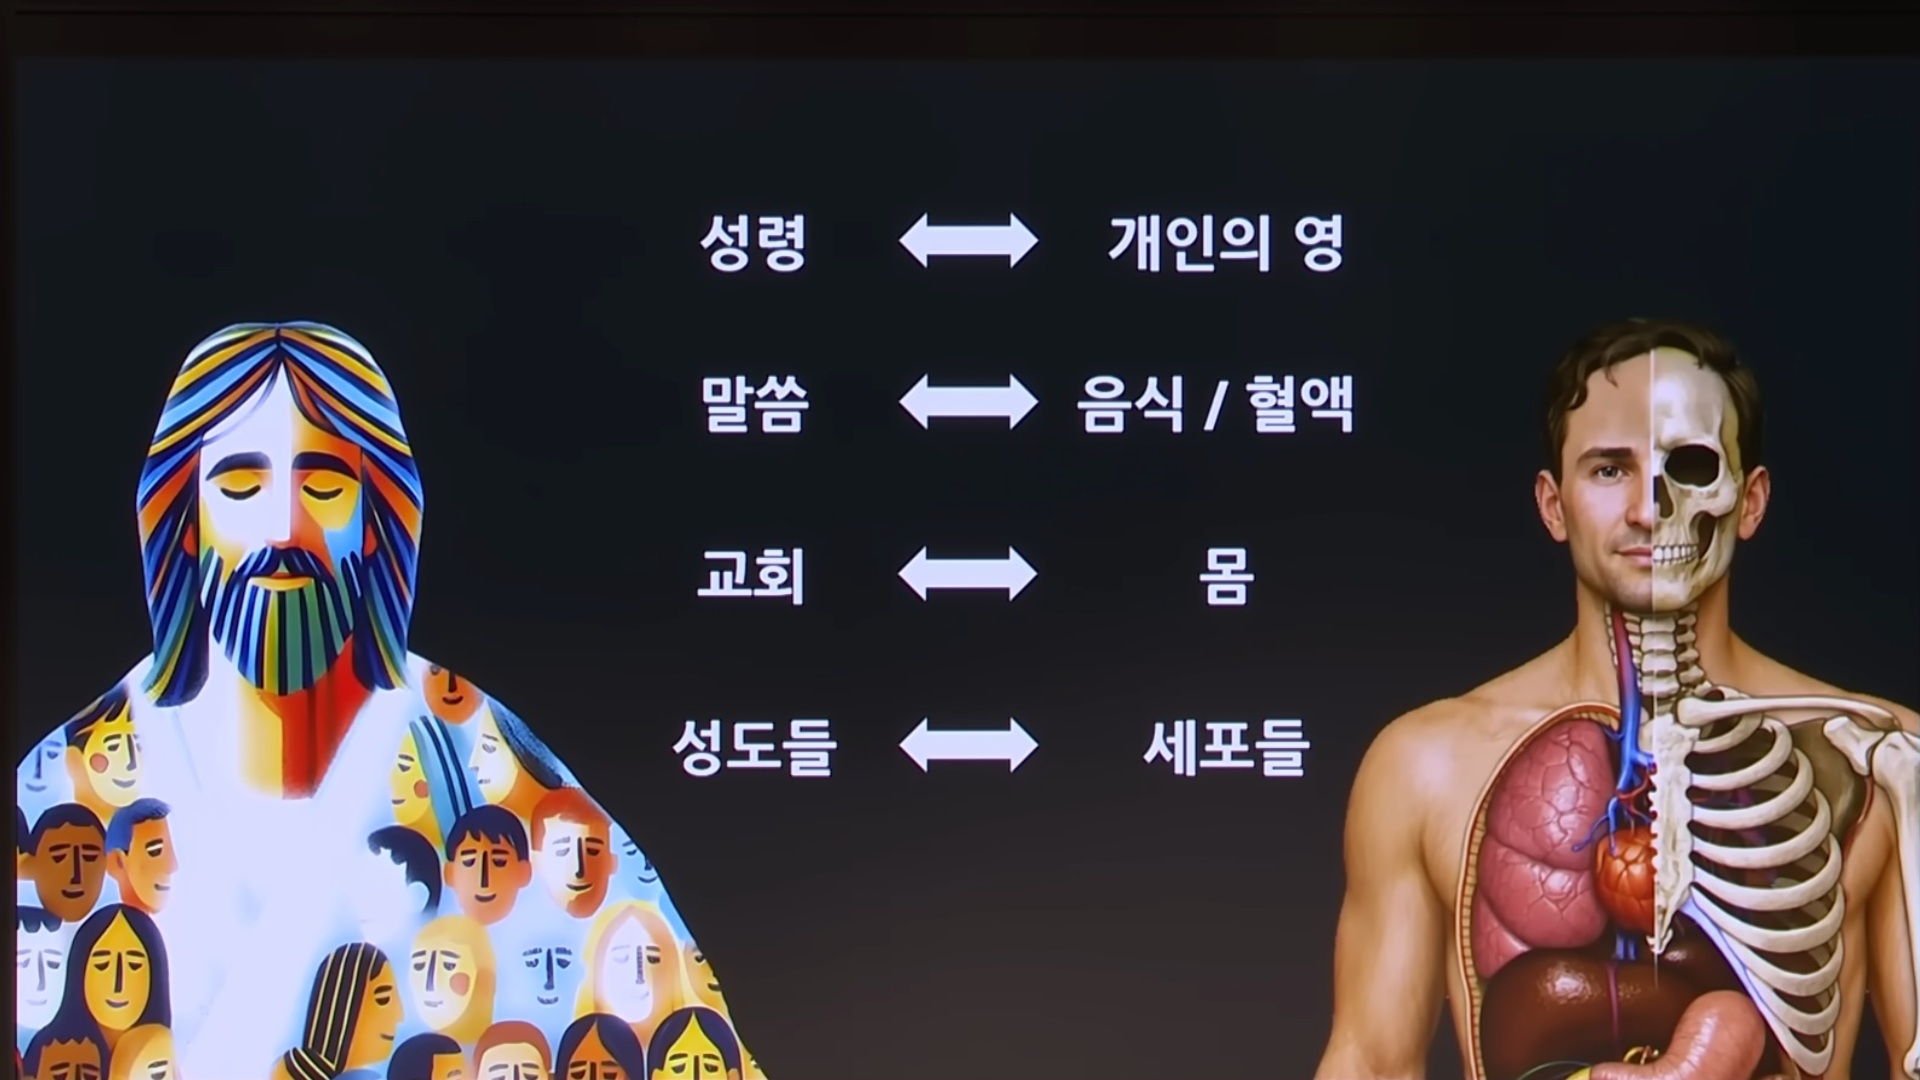 성령 ↔ 개인의 영
말씀 ↔ 음식 / 혈액
교회 ↔ 몸
성도들 ↔ 세포들